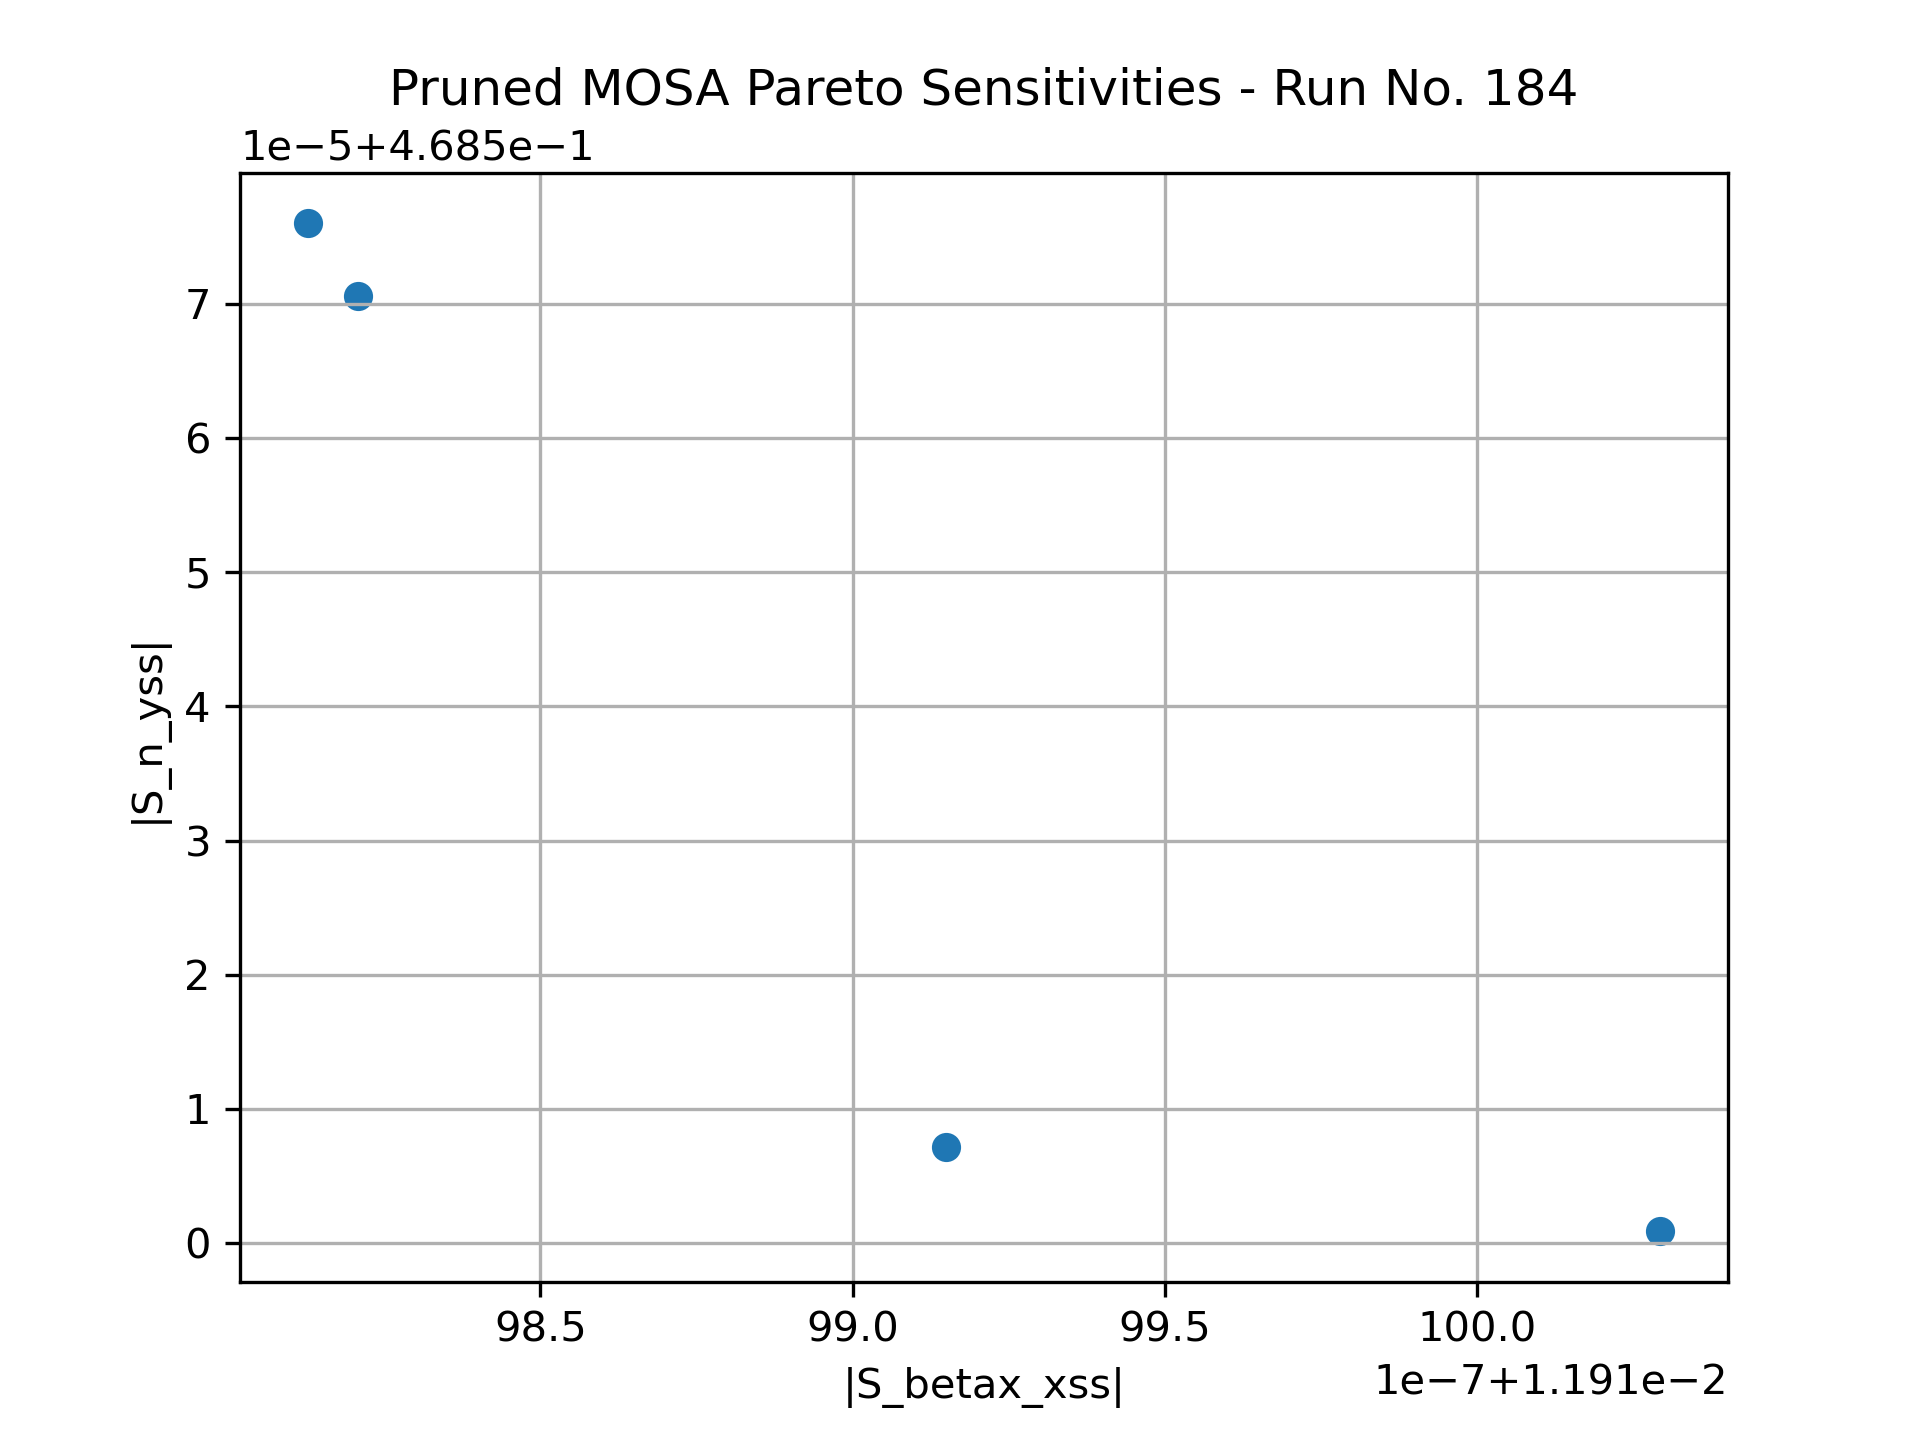 Pruned MOSA Pareto Sensitivities - Run No. 184
1e−5+4.685e−1
7
6
5
4
3
2
1
0
|S_n_yss|
98.5 99.0 99.5 100.0
|S_betax_xss|
1e−7+1.191e−2